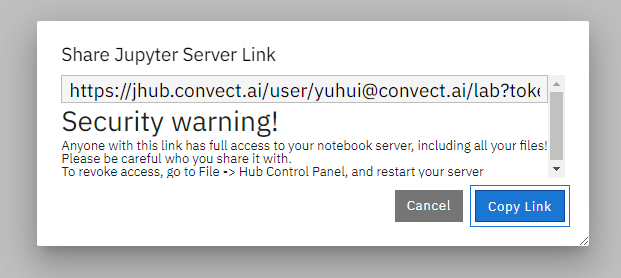 Share Jupyter Server Link
https://jhub.convect.ai/user/yuhui@convect.ai/lab?toke
Security warning!
Anyone with this link has full access to your notebook server, including all your files!
Please be careful who you share it with.
To revoke access, go to File -> Hub Control Panel, and restart your server
Cancel
Copy Link